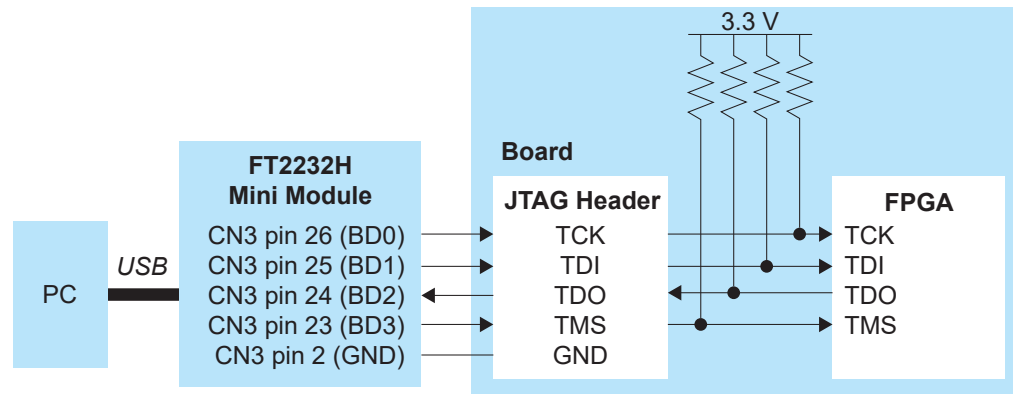 3.3 V
Board
FT2232H
Mini Module
JTAG Header
FPGA
CN3 pin 26 (BD0)
TCK
TCK
CN3 pin 25 (BD1)
TDI
TDI
PC
USB
CN3 pin 24 (BD2)
TDO
TDO
CN3 pin 23 (BD3)
TMS
TMS
CN3 pin 2 (GND)
GND